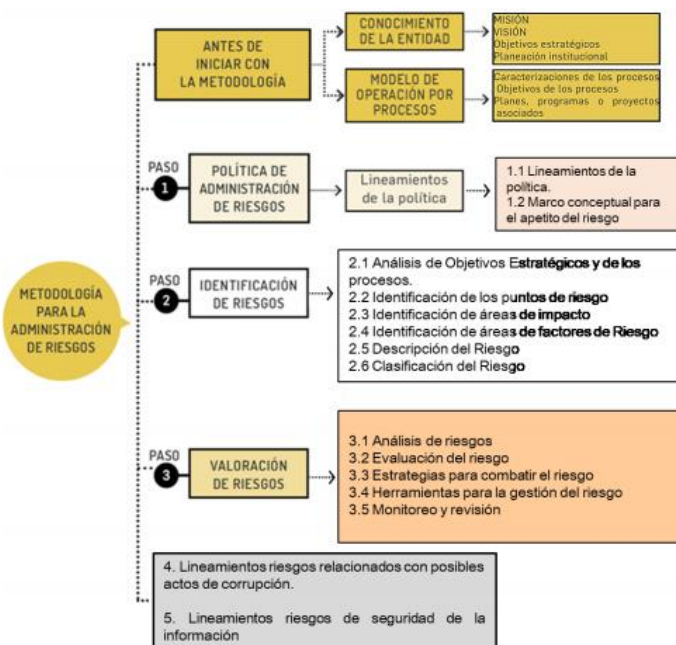 METODOLOGÍA
PARA LA
ADMINISTRACIÓN
DE RIESGOS
ANTES DE
INICIAR CON
LA METODOLOGÍA
CONOCIMIENTO
DE LA ENTIDAD
MISIÓN
VISIÓN
Objetivos estratégicos
Planeación institucional
MODELO DE
OPERACIÓN POR
PROCESOS
Caracterizaciones de los procesos
Objetivos de los procesos
Planes, programas o proyectos
asociados
PASO
1
POLÍTICA DE
ADMINISTRACIÓN
DE RIESGOS
Lineamientos
de la política
1.1 Lineamientos de la
política.
1.2 Marco conceptual para
el apetito del riesgo
PASO
2
IDENTIFICACIÓN
DE RIESGOS
2.1 Análisis de Objetivos Estratégicos y de los
procesos.
2.2 Identificación de los puntos de riesgo
2.3 Identificación de áreas de impacto
2.4 Identificación de áreas de factores de Riesgo
2.5 Descripción del Riesgo
2.6 Clasificación del Riesgo
PASO
3
VALORACIÓN
DE RIESGOS
3.1 Análisis de riesgos
3.2 Evaluación del riesgo
3.3 Estrategias para combatir el riesgo
3.4 Herramientas para la gestión del riesgo
3.5 Monitoreo y revisión
4. Lineamientos riesgos relacionados con posibles
actos de corrupción.
5. Lineamientos riesgos de seguridad de la
información